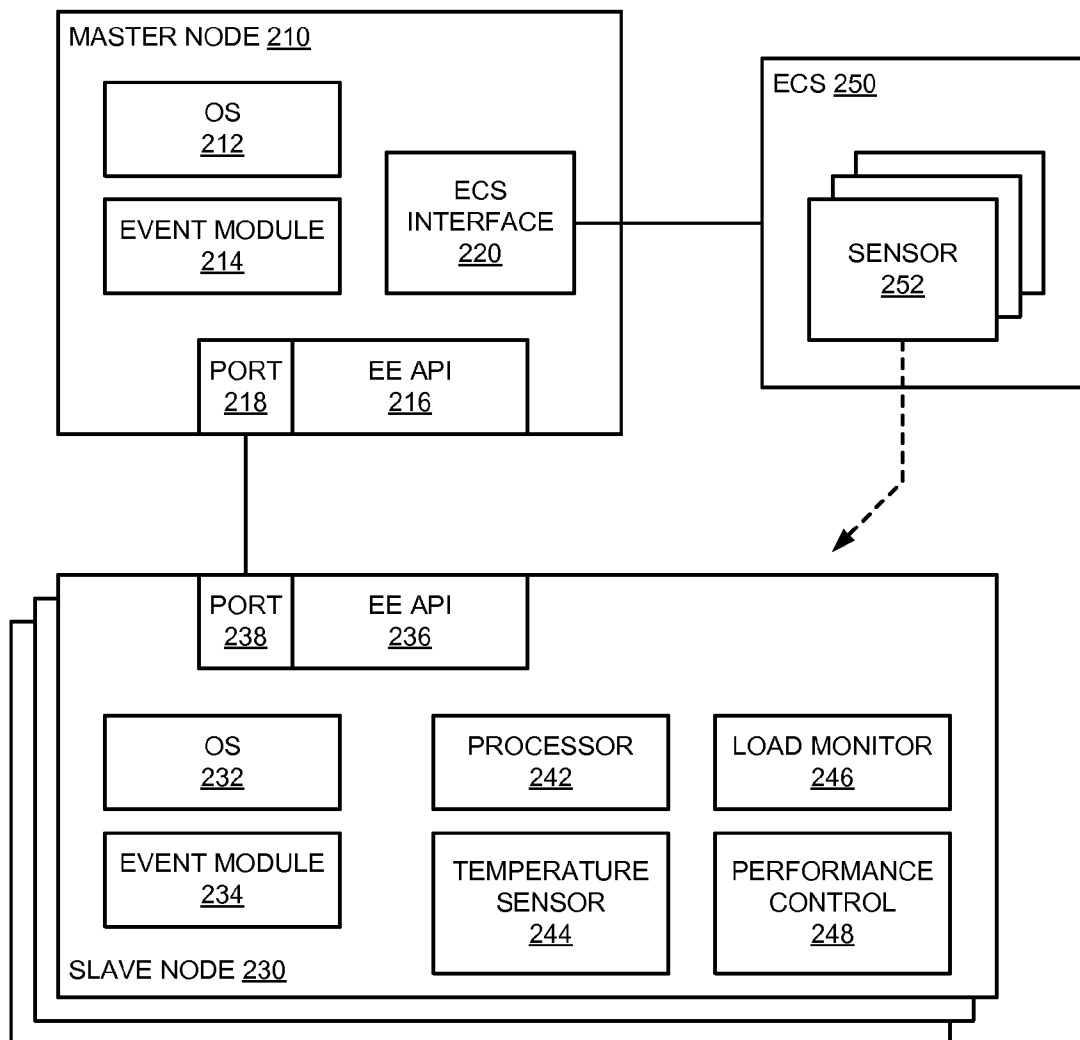 MASTER NODE 210
OS
212
EVENT MODULE
214
ECS
INTERFACE
220
PORT
218
EE API
216
ECS 250
SENSOR
252
PORT
238
EE API
236
OS
232
PROCESSOR
242
LOAD MONITOR
246
EVENT MODULE
234
TEMPERATURE
SENSOR
244
PERFORMANCE
CONTROL
248
SLAVE NODE 230